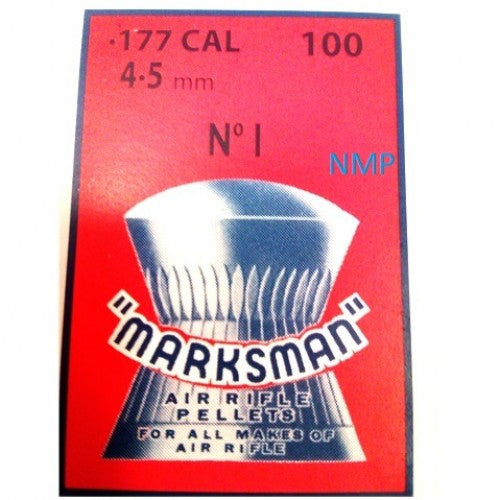 ·177 CAL 100
4·5 mm
Nº I
NMP
"MARKSMAN"
AIR RIFLE
PELLETS
FOR ALL MAKES OF
AIR RIFLE